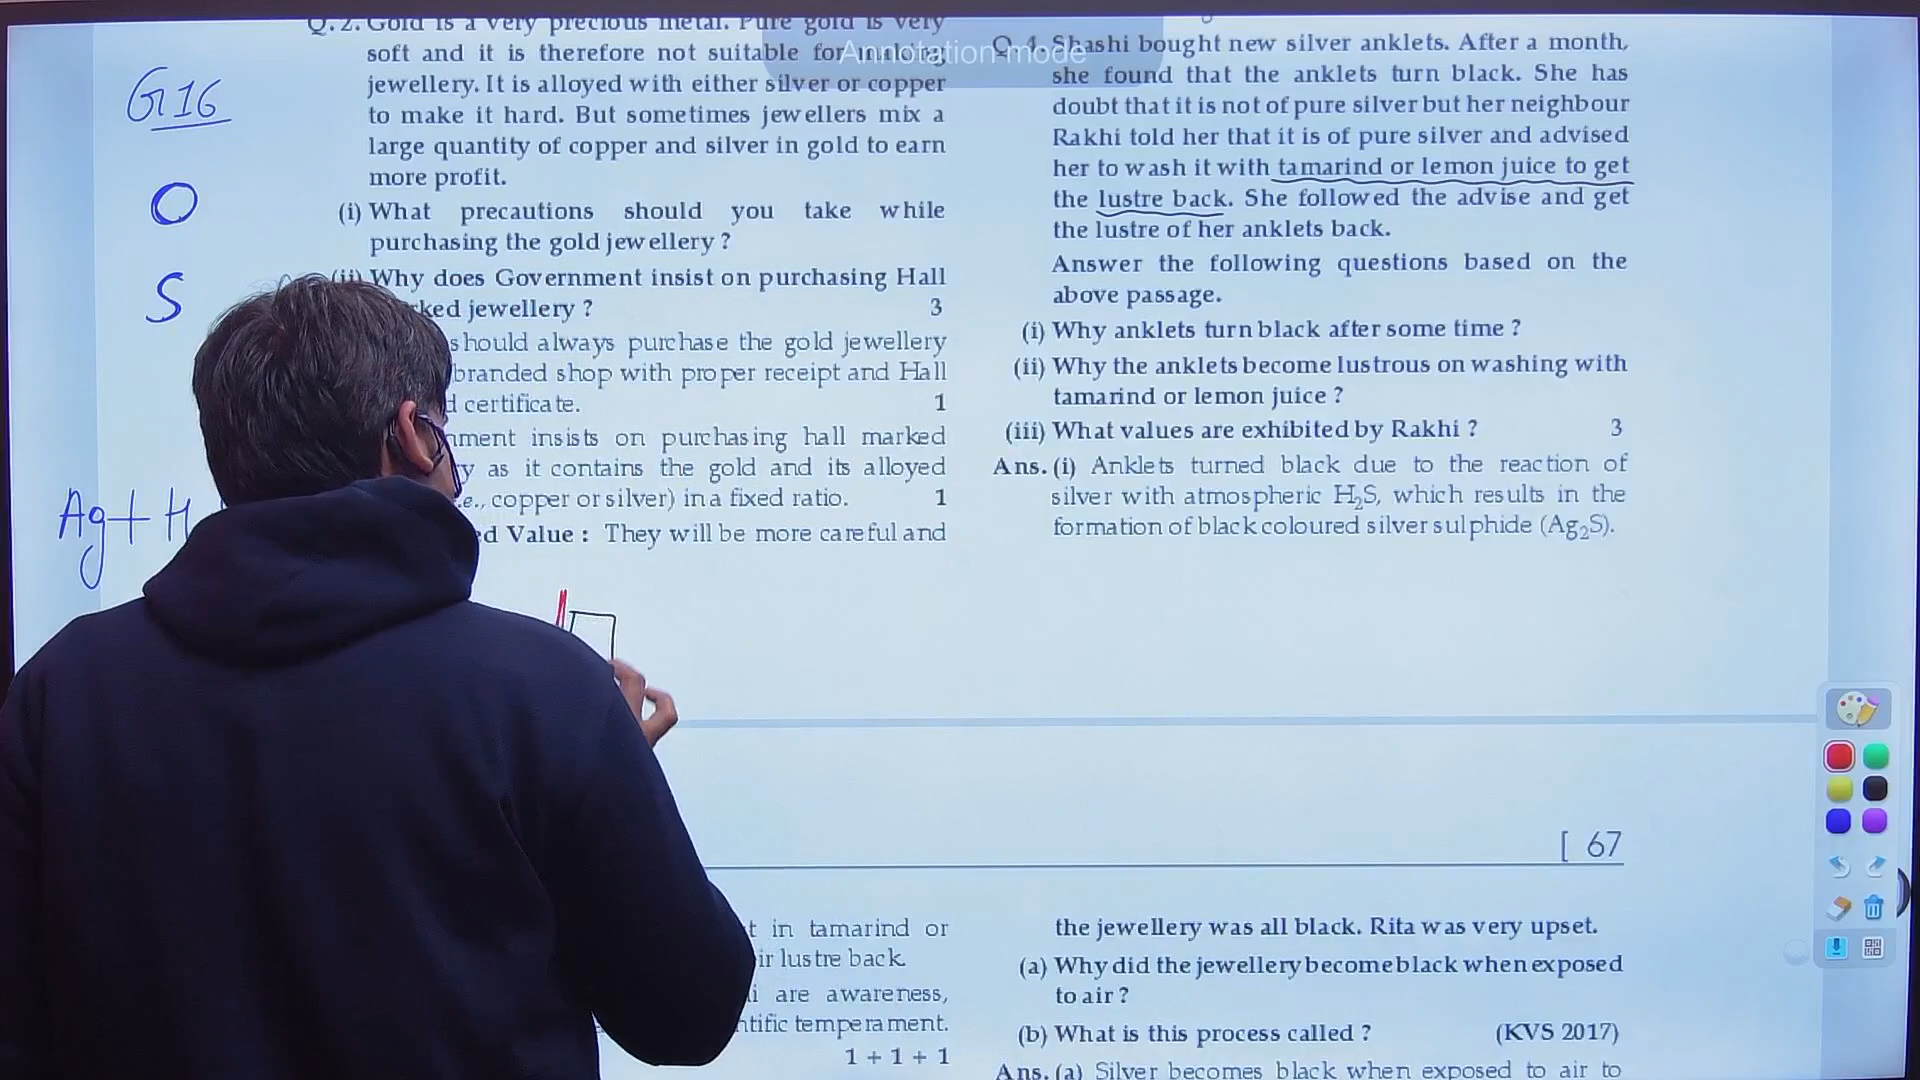 Annotation mode
G16
O
S
Ag + H
Q. 2. Gold is a very precious metal. Pure gold is very
soft and it is therefore not suitable for making
jewellery. It is alloyed with either silver or copper
to make it hard. But sometimes jewellers mix a
large quantity of copper and silver in gold to earn
more profit.
(i) What precautions should you take while
purchasing the gold jewellery ?
(ii) Why does Government insist on purchasing Hall
ked jewellery ? 3
should always purchase the gold jewellery
branded shop with proper receipt and Hall
d certificate. 1
nment insists on purchasing hall marked
y as it contains the gold and its alloyed
.e., copper or silver) in a fixed ratio. 1
ed Value : They will be more careful and
Q. 4. Shashi bought new silver anklets. After a month,
she found that the anklets turn black. She has
doubt that it is not of pure silver but her neighbour
Rakhi told her that it is of pure silver and advised
her to wash it with tamarind or lemon juice to get
the lustre back. She followed the advise and get
the lustre of her anklets back.
Answer the following questions based on the
above passage.
(i) Why anklets turn black after some time ?
(ii) Why the anklets become lustrous on washing with
tamarind or lemon juice ?
(iii) What values are exhibited by Rakhi ? 3
Ans. (i) Anklets turned black due to the reaction of
silver with atmospheric H₂S, which results in the
formation of black coloured silver sulphide (Ag₂S).
[ 67
t in tamarind or
ir lustre back.
i are awareness,
ntific temperament.
1 + 1 + 1
the jewellery was all black. Rita was very upset.
(a) Why did the jewellery become black when exposed
to air ?
(b) What is this process called ? (KVS 2017)
Ans. (a) Silver becomes black when exposed to air to